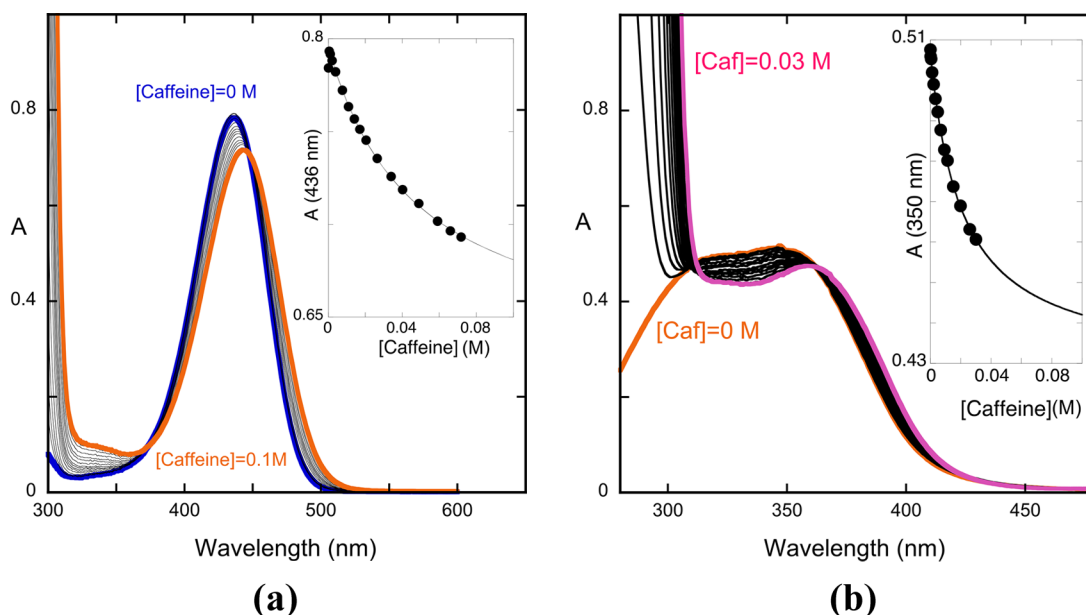 0.8
0.4
0
A
300
400
500
600
Wavelength (nm)
[Caffeine]=0 M
[Caffeine]=0.1M
0.8
0.65
A (436 nm)
0
0.04
0.08
[Caffeine] (M)
(a)
0.8
0.4
0
A
300
350
400
450
Wavelength (nm)
[Caf]=0.03 M
[Caf]=0 M
0.51
0.43
A (350 nm)
0
0.04
0.08
[Caffeine](M)
(b)